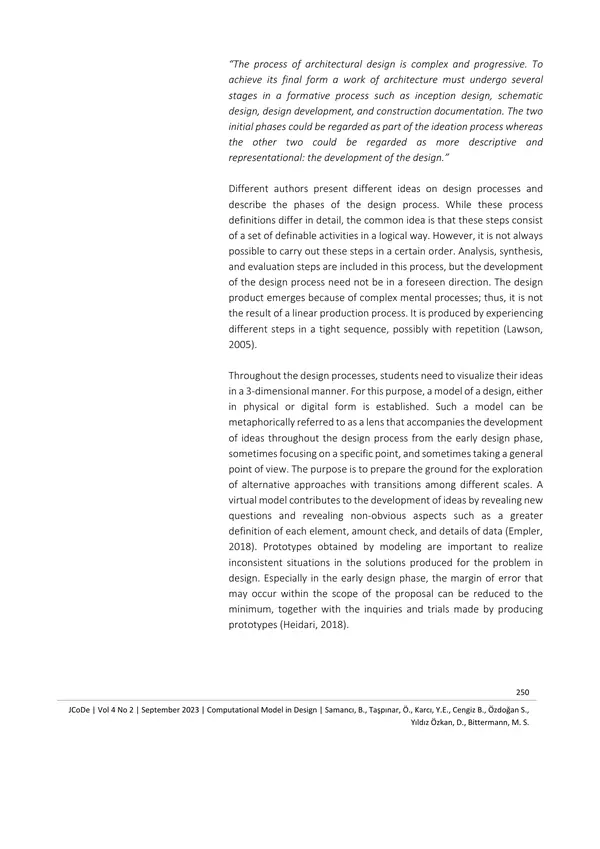 “The process of architectural design is complex and progressive. To
achieve its final form a work of architecture must undergo several
stages in a formative process such as inception design, schematic
design, design development, and construction documentation. The two
initial phases could be regarded as part of the ideation process whereas
the other two could be regarded as more descriptive and
representational: the development of the design.”
Different authors present different ideas on design processes and
describe the phases of the design process. While these process
definitions differ in detail, the common idea is that these steps consist
of a set of definable activities in a logical way. However, it is not always
possible to carry out these steps in a certain order. Analysis, synthesis,
and evaluation steps are included in this process, but the development
of the design process need not be in a foreseen direction. The design
product emerges because of complex mental processes; thus, it is not
the result of a linear production process. It is produced by experiencing
different steps in a tight sequence, possibly with repetition (Lawson,
2005).
Throughout the design processes, students need to visualize their ideas
in a 3-dimensional manner. For this purpose, a model of a design, either
in physical or digital form is established. Such a model can be
metaphorically referred to as a lens that accompanies the development
of ideas throughout the design process from the early design phase,
sometimes focusing on a specific point, and sometimes taking a general
point of view. The purpose is to prepare the ground for the exploration
of alternative approaches with transitions among different scales. A
virtual model contributes to the development of ideas by revealing new
questions and revealing non-obvious aspects such as a greater
definition of each element, amount check, and details of data (Empler,
2018). Prototypes obtained by modeling are important to realize
inconsistent situations in the solutions produced for the problem in
design. Especially in the early design phase, the margin of error that
may occur within the scope of the proposal can be reduced to the
minimum, together with the inquiries and trials made by producing
prototypes (Heidari, 2018).
250
JCoDe | Vol 4 No 2 | September 2023 | Computational Model in Design | Samancı, B., Taşpınar, Ö., Karcı, Y.E., Cengiz B., Özdoğan S.,
Yıldız Özkan, D., Bittermann, M. S.